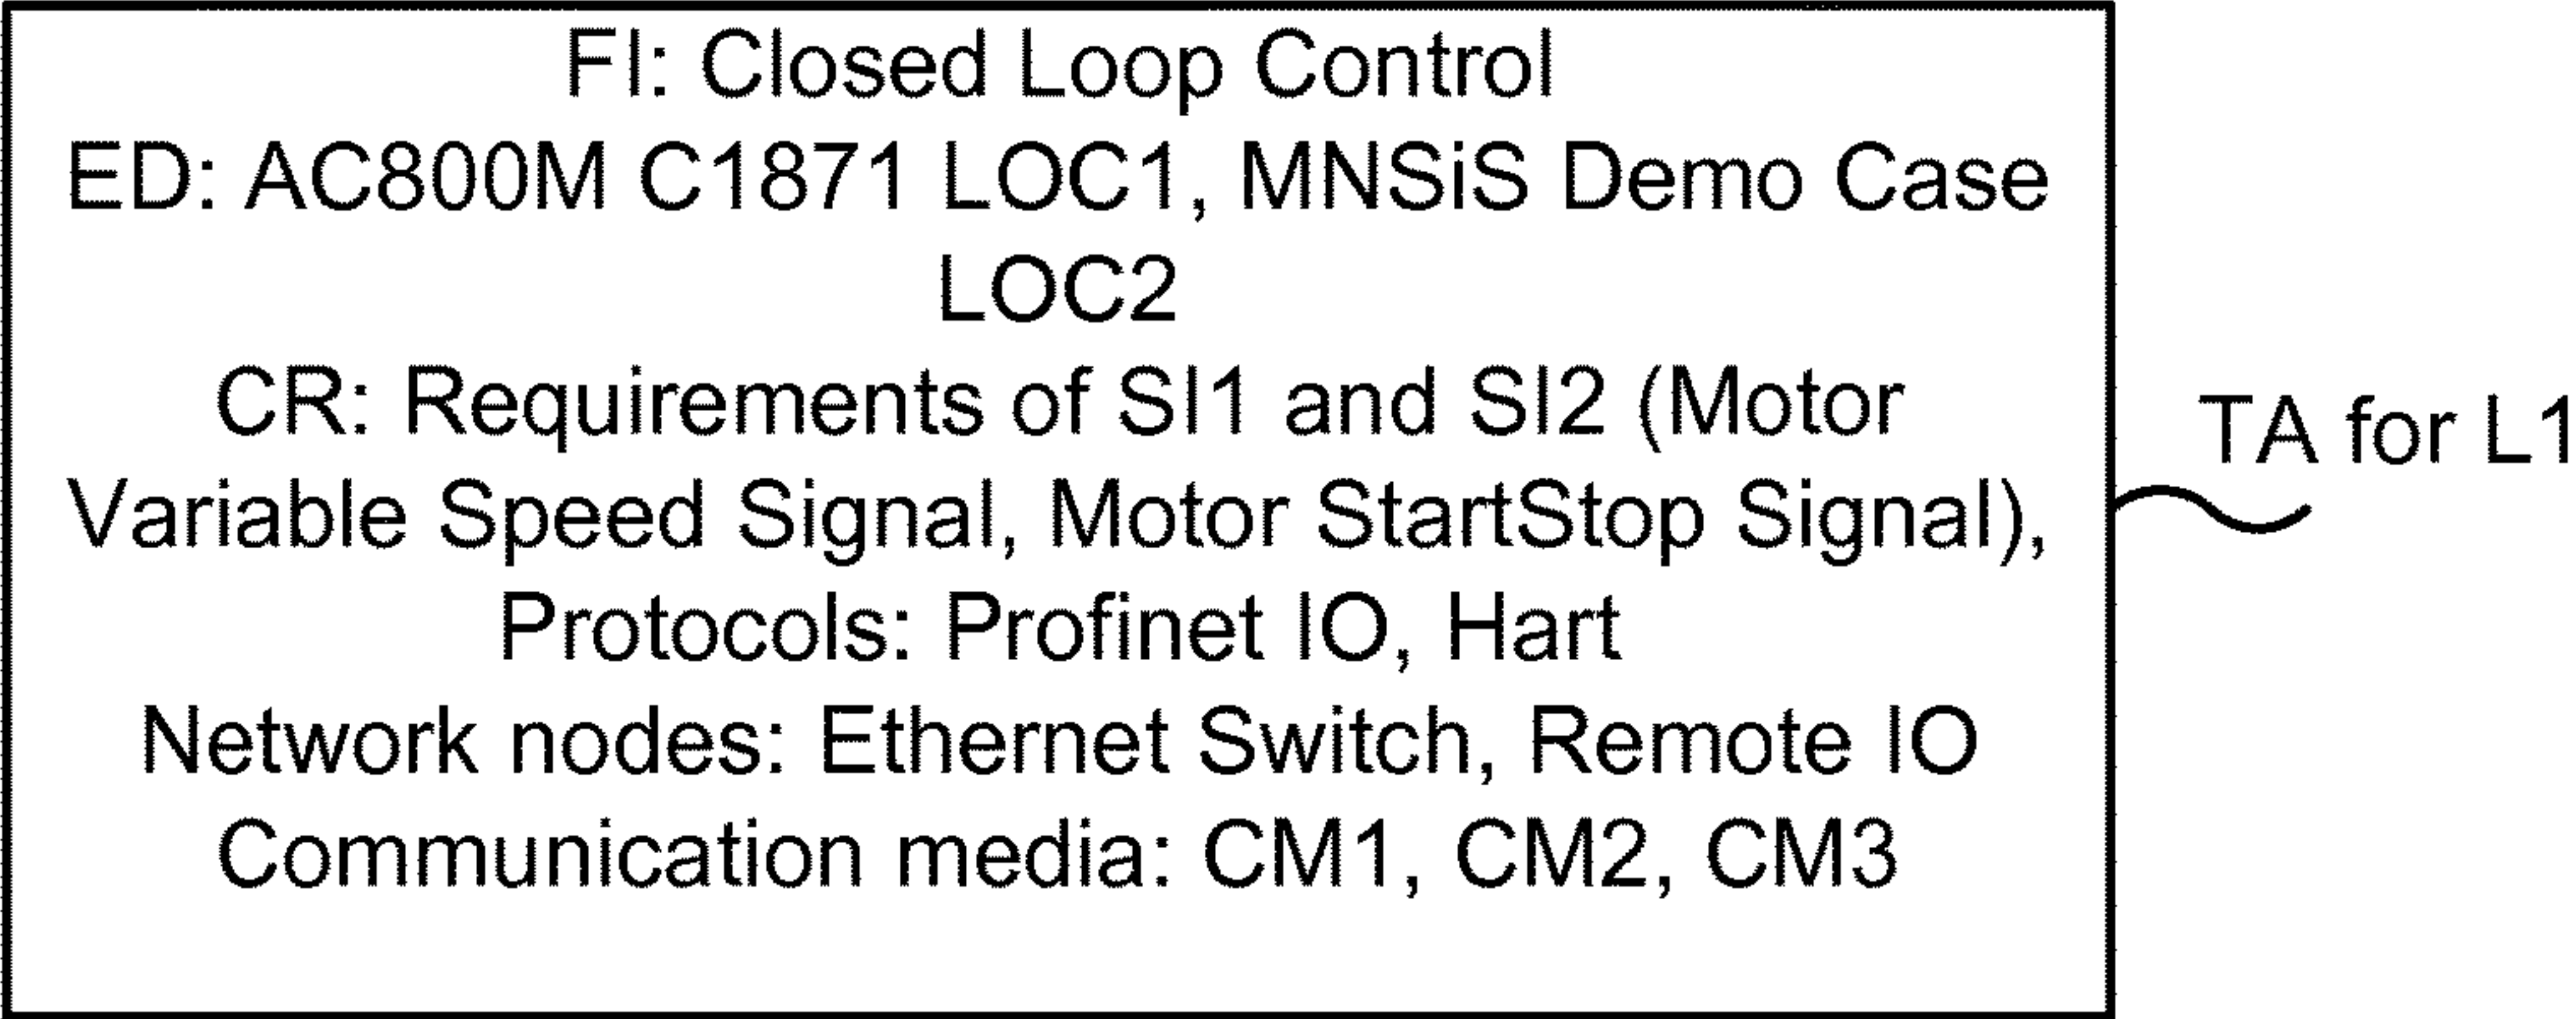 FI: Closed Loop Control
ED: AC800M C1871 LOC1, MNSiS Demo Case
LOC2
CR: Requirements of SI1 and SI2 (Motor
Variable Speed Signal, Motor StartStop Signal),
Protocols: Profinet IO, Hart
Network nodes: Ethernet Switch, Remote IO
Communication media: CM1, CM2, CM3
TA for L1